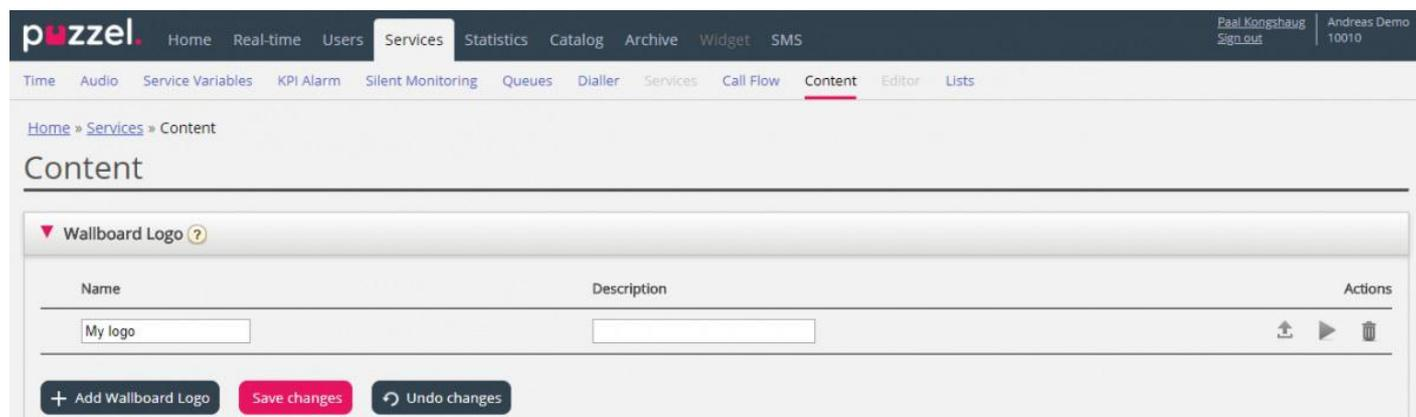 puzzel. Home Real-time Users Services Statistics Catalog Archive Widget SMS
Paal Kongshaug Andreas Demo
Sign out 10010
Time Audio Service Variables KPI Alarm Silent Monitoring Queues Dialler Services Call Flow Content Editor Lists
Home » Services » Content
Content
Wallboard Logo ?
Name Description Actions
My logo
+ Add Wallboard Logo Save changes Undo changes